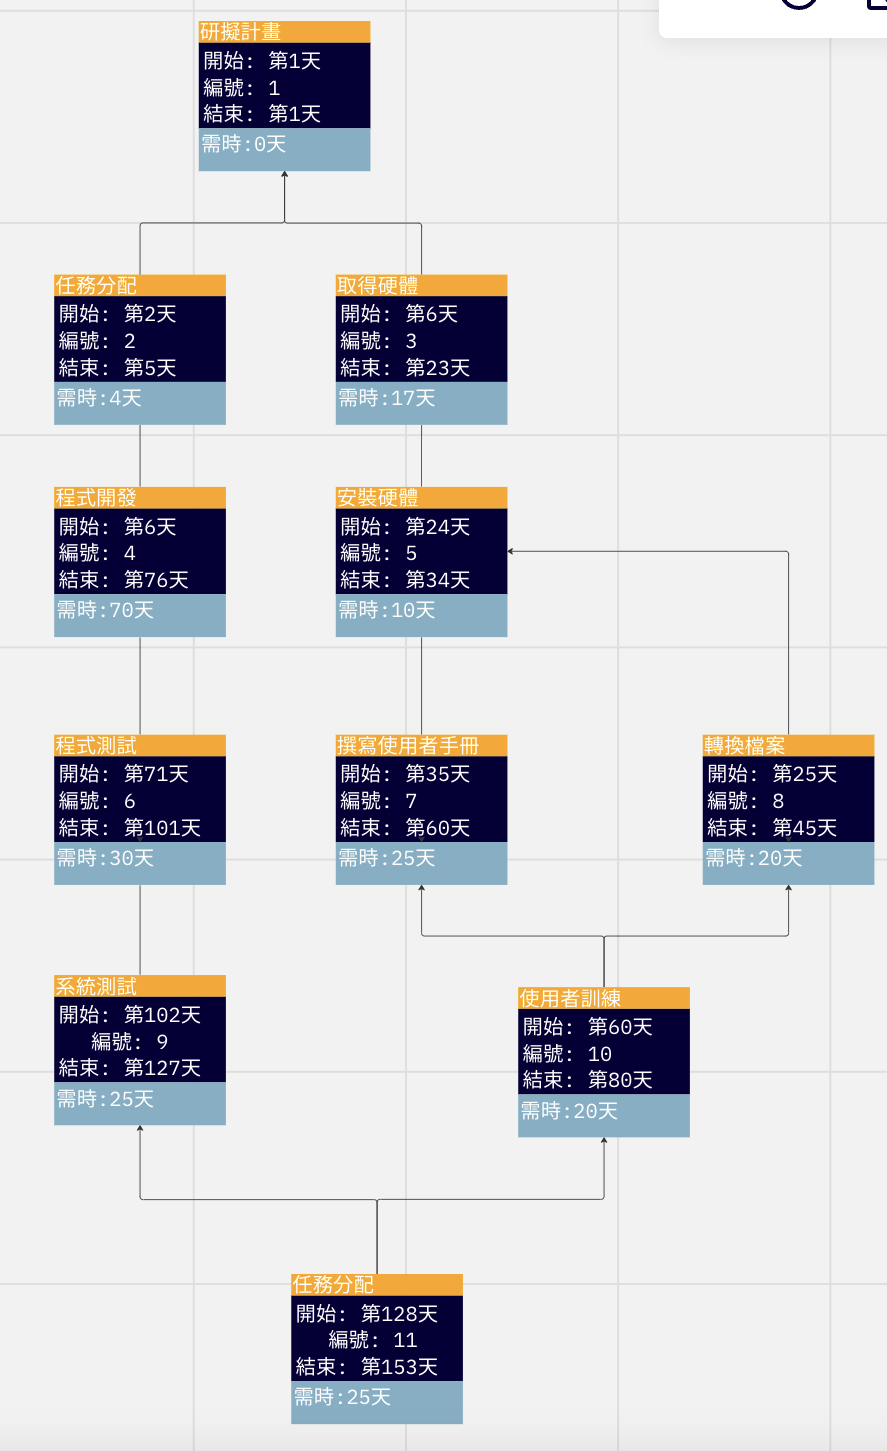 研擬計畫
開始: 第1天
編號: 1
結束: 第1天
需時:0天
任務分配
開始: 第2天
編號: 2
結束: 第5天
需時:4天
取得硬體
開始: 第6天
編號: 3
結束: 第23天
需時:17天
程式開發
開始: 第6天
編號: 4
結束: 第76天
需時:70天
安裝硬體
開始: 第24天
編號: 5
結束: 第34天
需時:10天
程式測試
開始: 第71天
編號: 6
結束: 第101天
需時:30天
撰寫使用者手冊
開始: 第35天
編號: 7
結束: 第60天
需時:25天
轉換檔案
開始: 第25天
編號: 8
結束: 第45天
需時:20天
系統測試
開始: 第102天
編號: 9
結束: 第127天
需時:25天
使用者訓練
開始: 第60天
編號: 10
結束: 第80天
需時:20天
任務分配
開始: 第128天
編號: 11
結束: 第153天
需時:25天